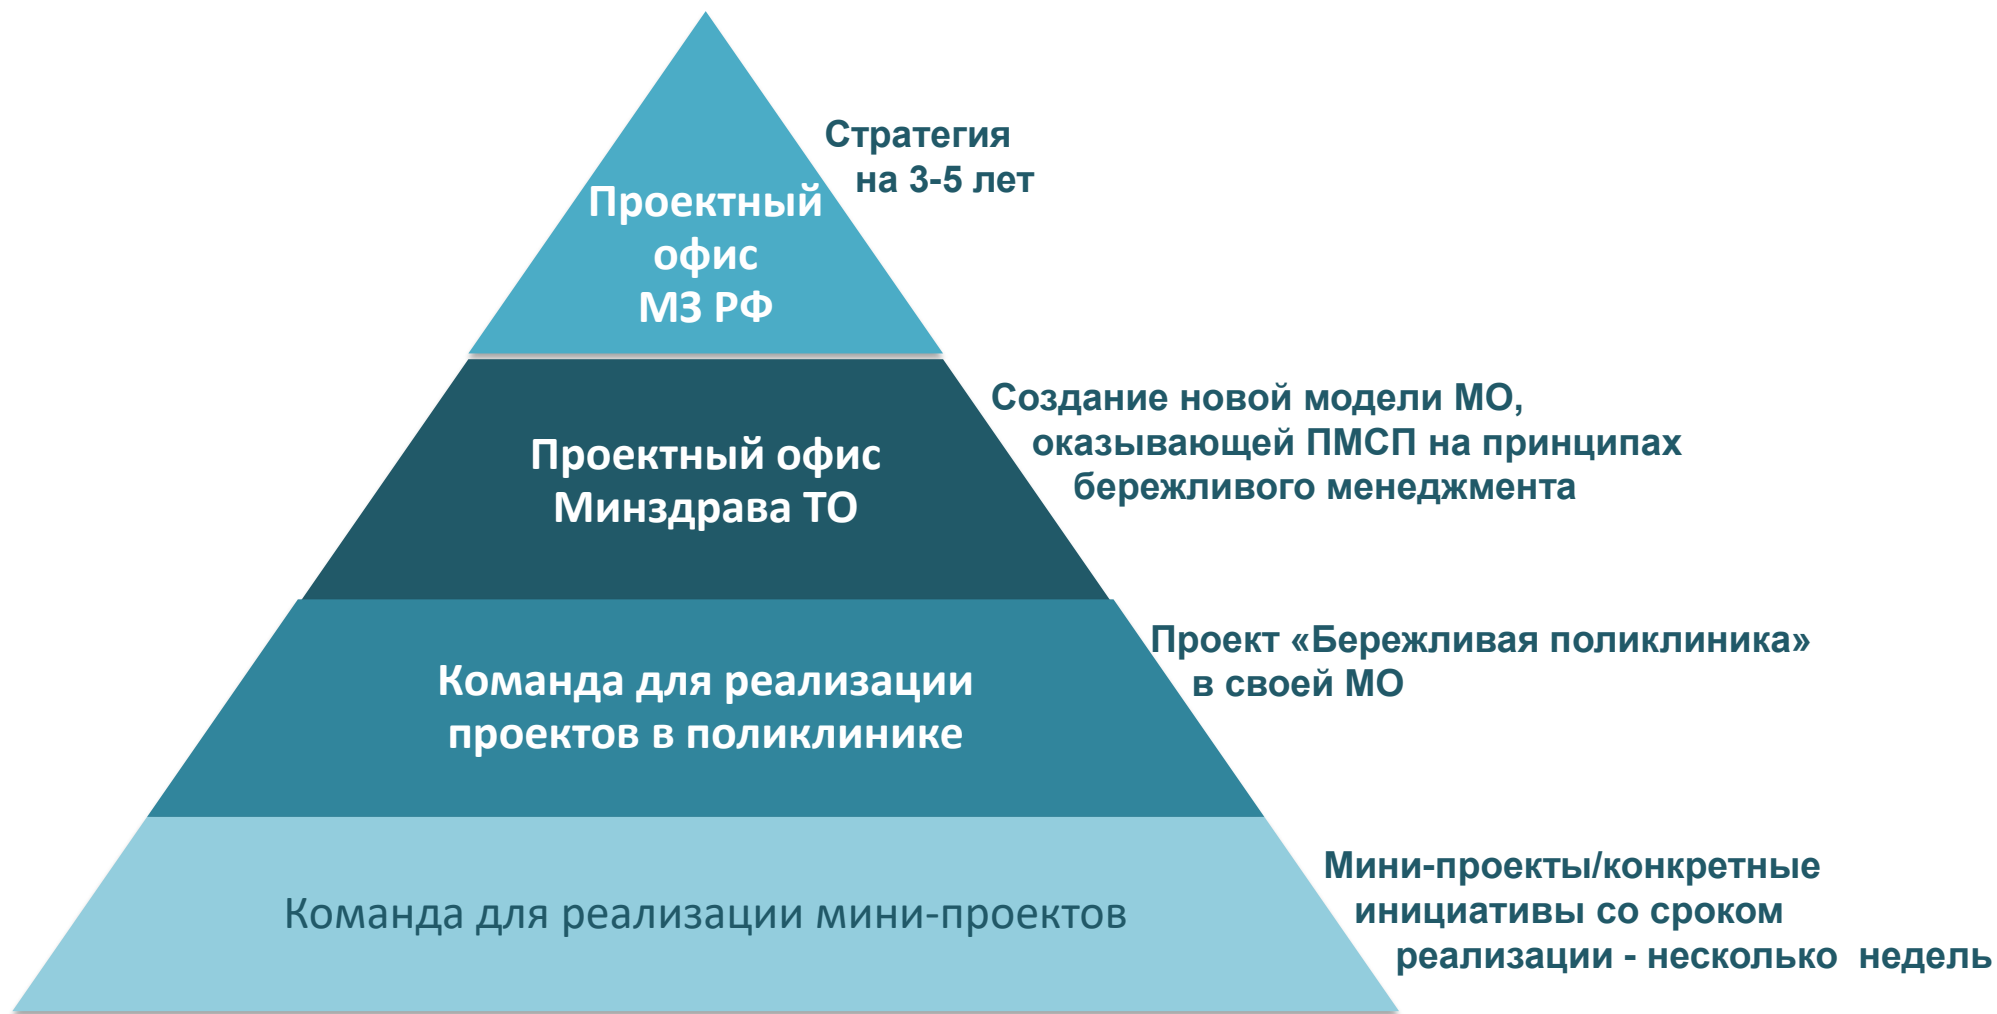 Стратегия
на 3-5 лет
Проектный
офис
МЗ РФ
Создание новой модели МО,
оказывающей ПМСП на принципах
бережливого менеджмента
Проектный офис
Минздрава ТО
Проект «Бережливая поликлиника»
в своей МО
Команда для реализации
проектов в поликлинике
Мини-проекты/конкретные
инициативы со сроком
реализации - несколько  недель
Команда для реализации мини-проектов